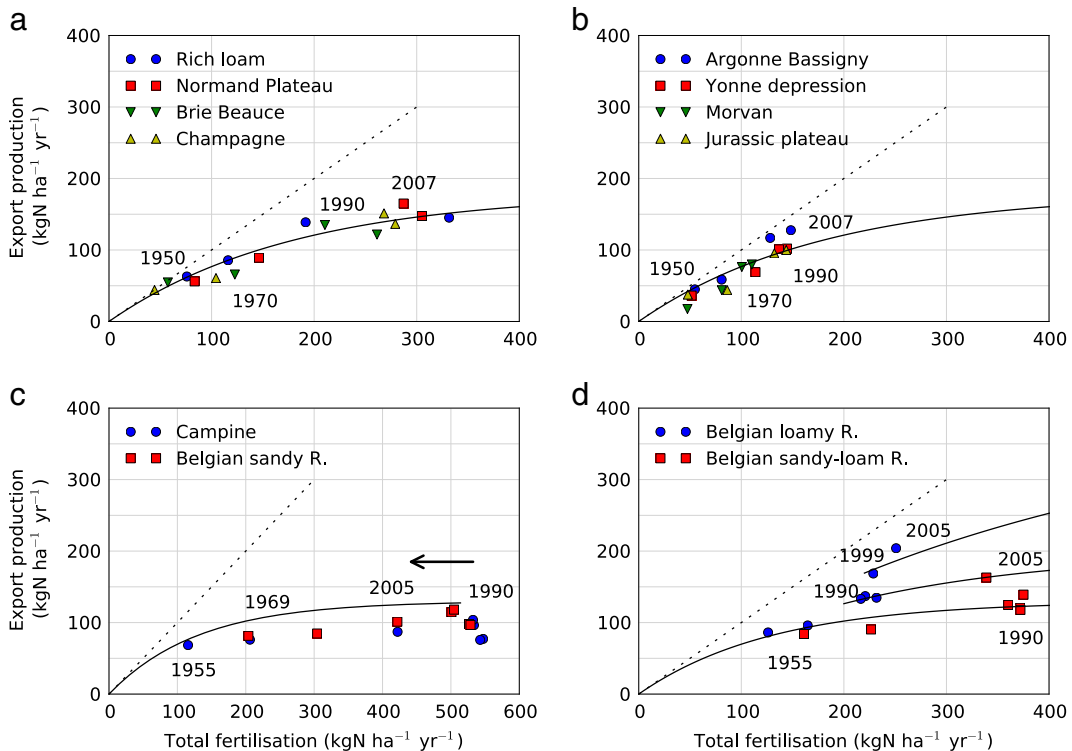 a
400
300
200
100
0
Export production
(kgN ha⁻¹ yr⁻¹)
Rich loam
Normand Plateau
Brie Beauce
Champagne
1950
1970
1990
2007
0 100 200 300 400
b
400
300
200
100
0
Argonne Bassigny
Yonne depression
Morvan
Jurassic plateau
1950
1970
1990
2007
0 100 200 300 400
c
400
300
200
100
0
Export production
(kgN ha⁻¹ yr⁻¹)
Campine
Belgian sandy R.
1955
1969
2005
1990
0 100 200 300 400 500 600
Total fertilisation (kgN ha⁻¹ yr⁻¹)
d
400
300
200
100
0
Belgian loamy R.
Belgian sandy-loam R.
2005
1999
2005
1990
1955
1990
0 100 200 300 400
Total fertilisation (kgN ha⁻¹ yr⁻¹)